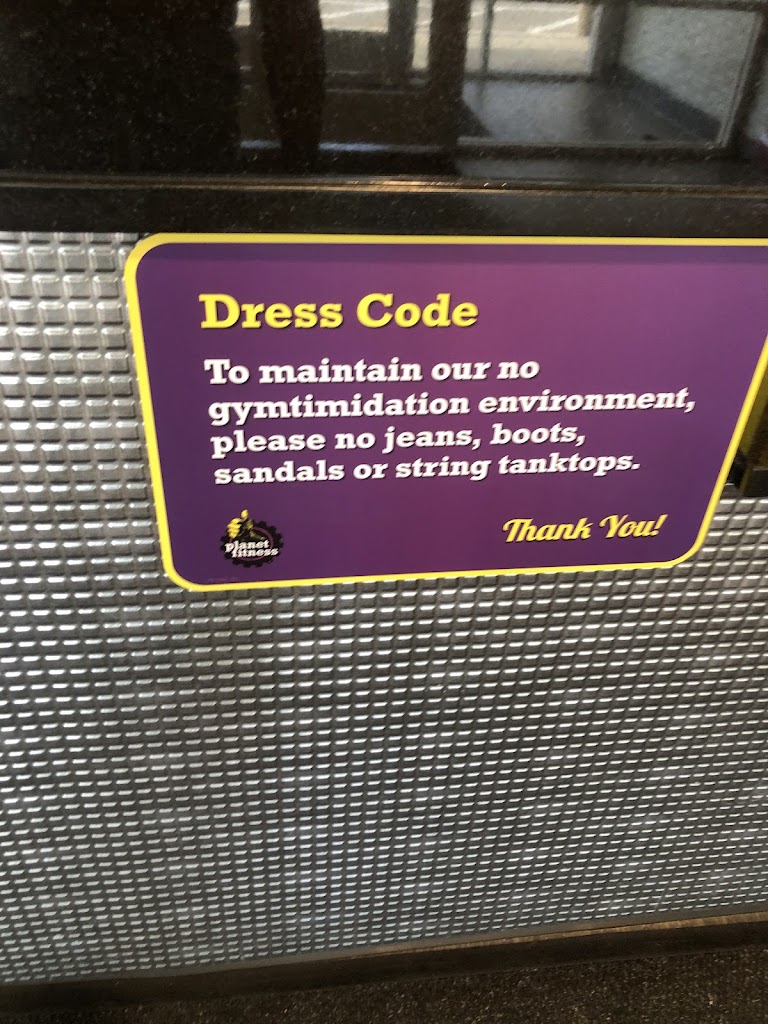 Dress Code
To maintain our no
gymtimidation environment,
please no jeans, boots,
sandals or string tanktops.
Thank You!
planet
fitness